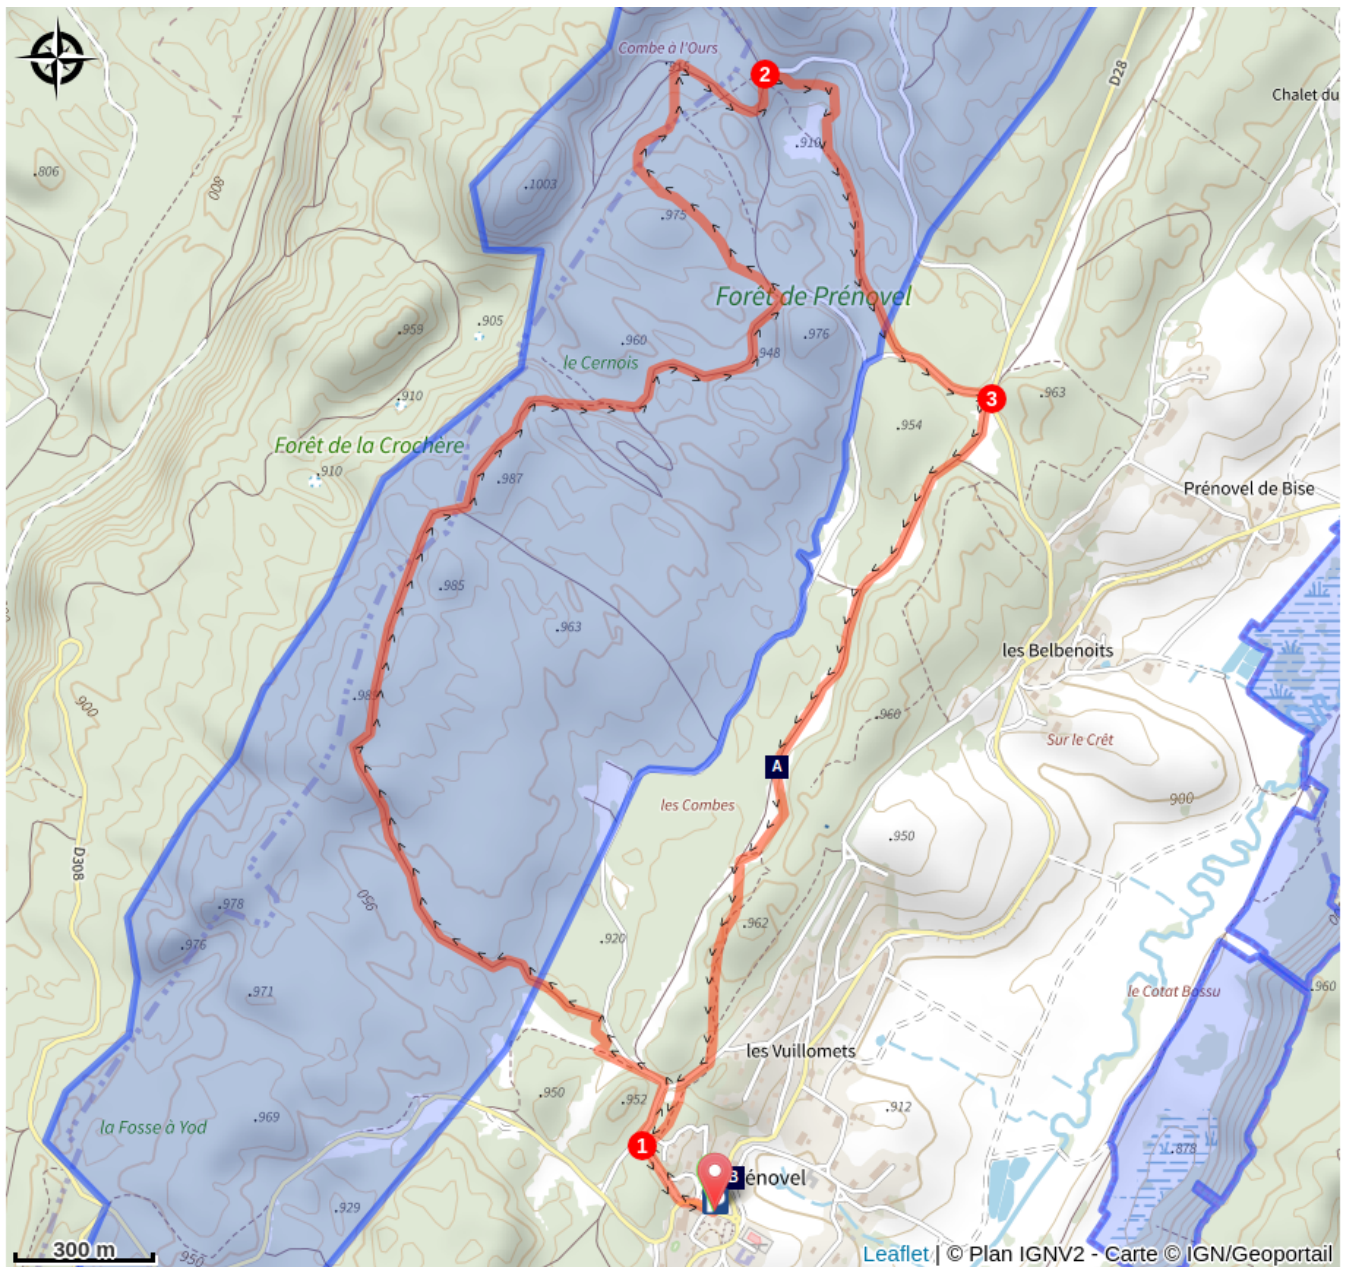 Combe à l'Ours
915
2
D28
Chalet du
.910
.806
800
.1003
.975
Forêt de Prénovel
.905
.959
.960
.976
948
le Cernois
3
.963
.910
.954
Forêt de la Crochère
.910
.987
Prénovel de Bise
.985
.963
les Belbenoits
900
.960
Sur le Crêt
A
900
les Combes
.950
D308
950
.978
.962
.920
.976
.971
le Cotat Bossu
.960
les Vuillomets
.950
.952
.912
.969
la Fosse à Yod
1
.878
B
énovel
.929
950
300 m
Leaflet | © Plan IGNV2 - Carte © IGN/Geoportail